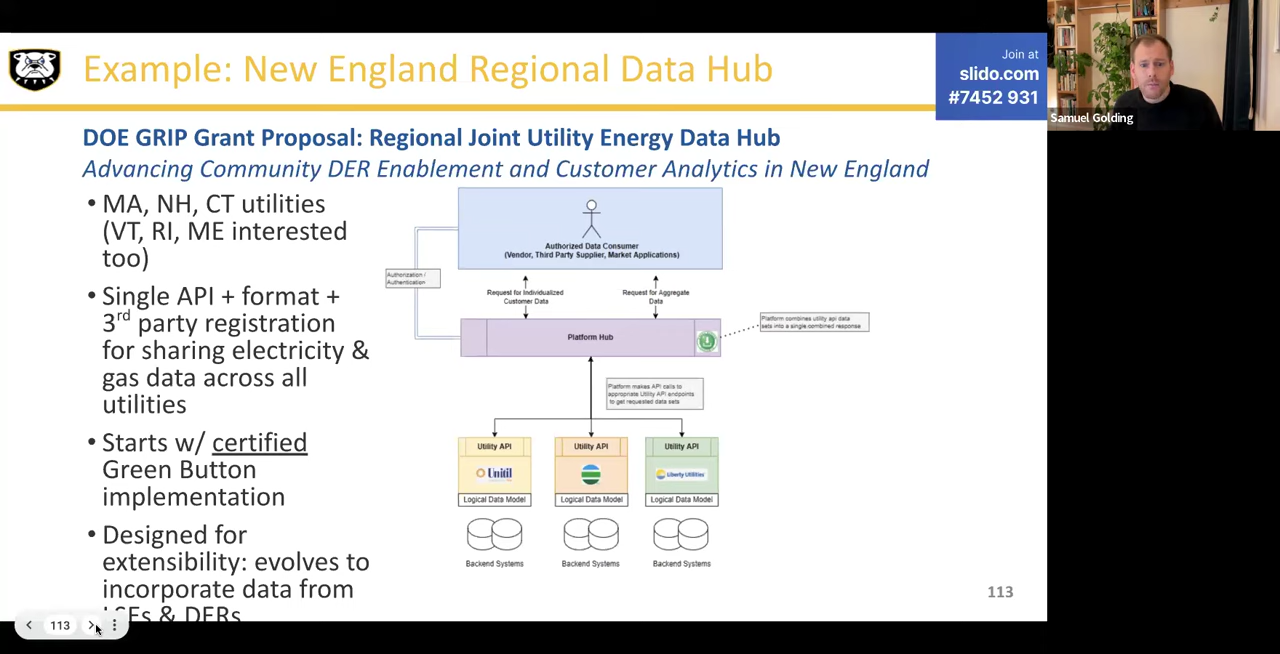 Example: New England Regional Data Hub
Join at
slido.com
#7452 931
Samuel Golding
DOE GRIP Grant Proposal: Regional Joint Utility Energy Data Hub
Advancing Community DER Enablement and Customer Analytics in New England
• MA, NH, CT utilities
(VT, RI, ME interested
too)
• Single API + format +
3rd party registration
for sharing electricity &
gas data across all
utilities
• Starts w/ certified
Green Button
implementation
• Designed for
extensibility: evolves to
incorporate data from
LSEs & DERs
Authorized Data Consumer
(Vendor, Third Party Supplier, Market Applications)
Authorization /
Authentication
Request for Individualized
Customer Data
Request for Aggregate
Data
Platform Hub
Platform combines utility api data
sets into a single combined response
Platform makes API calls to
appropriate Utility API endpoints
to get requested data sets
Utility API
Unitil
Logical Data Model
Backend Systems
Utility API
Logical Data Model
Backend Systems
Utility API
Liberty Utilities
Logical Data Model
Backend Systems
113
113